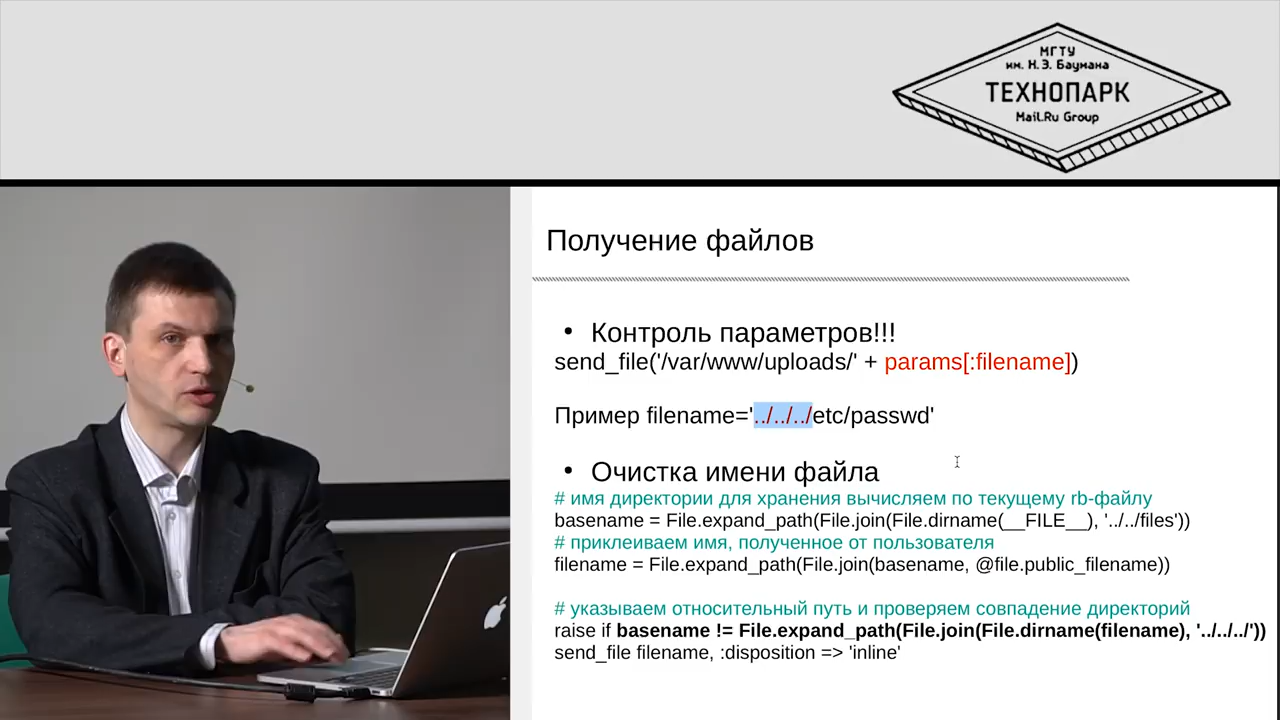 МГТУ
им. Н.Э. Баумана
ТЕХНОПАРК
Mail.Ru Group
Получение файлов
• Контроль параметров!!!
send_file('/var/www/uploads/' + params[:filename])
Пример filename='../../../etc/passwd'
• Очистка имени файла
# имя директории для хранения вычисляем по текущему rb-файлу
basename = File.expand_path(File.join(File.dirname(__FILE__), '../../files'))
# приклеиваем имя, полученное от пользователя
filename = File.expand_path(File.join(basename, @file.public_filename))
# указываем относительный путь и проверяем совпадение директорий
raise if basename != File.expand_path(File.join(File.dirname(filename), '../../../'))
send_file filename, :disposition => 'inline'